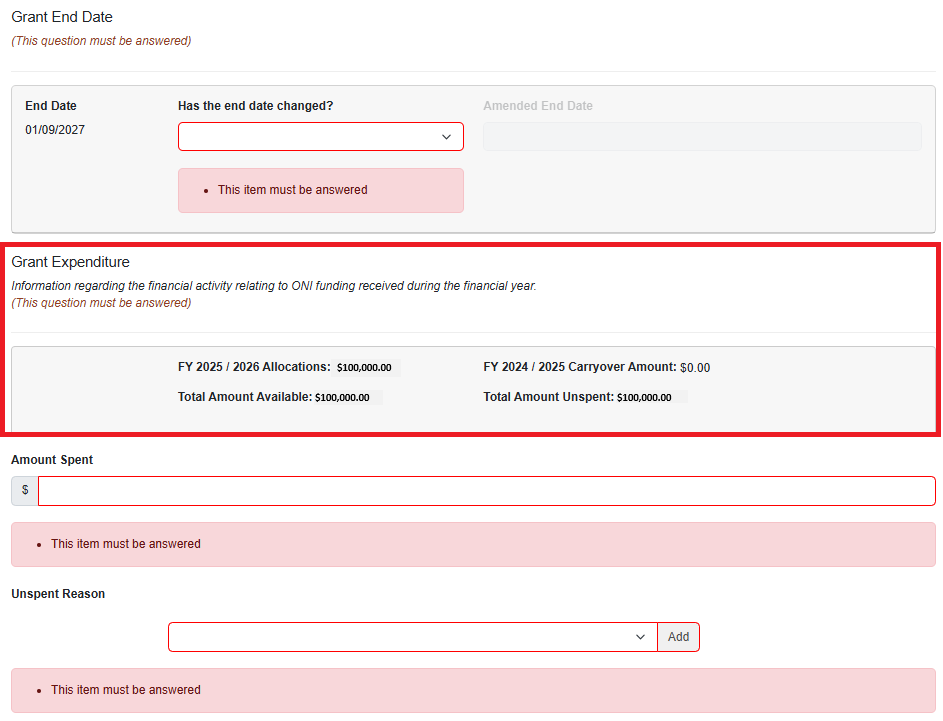 Grant End Date
(This question must be answered)
End Date
Has the end date changed?
Amended End Date
01/09/2027
This item must be answered
Grant Expenditure
Information regarding the financial activity relating to ONI funding received during the financial year.
(This question must be answered)
FY 2025 / 2026 Allocations: $100,000.00
FY 2024 / 2025 Carryover Amount: $0.00
Total Amount Available: $100,000.00
Total Amount Unspent: $100,000.00
Amount Spent
$
This item must be answered
Unspent Reason
Add
This item must be answered